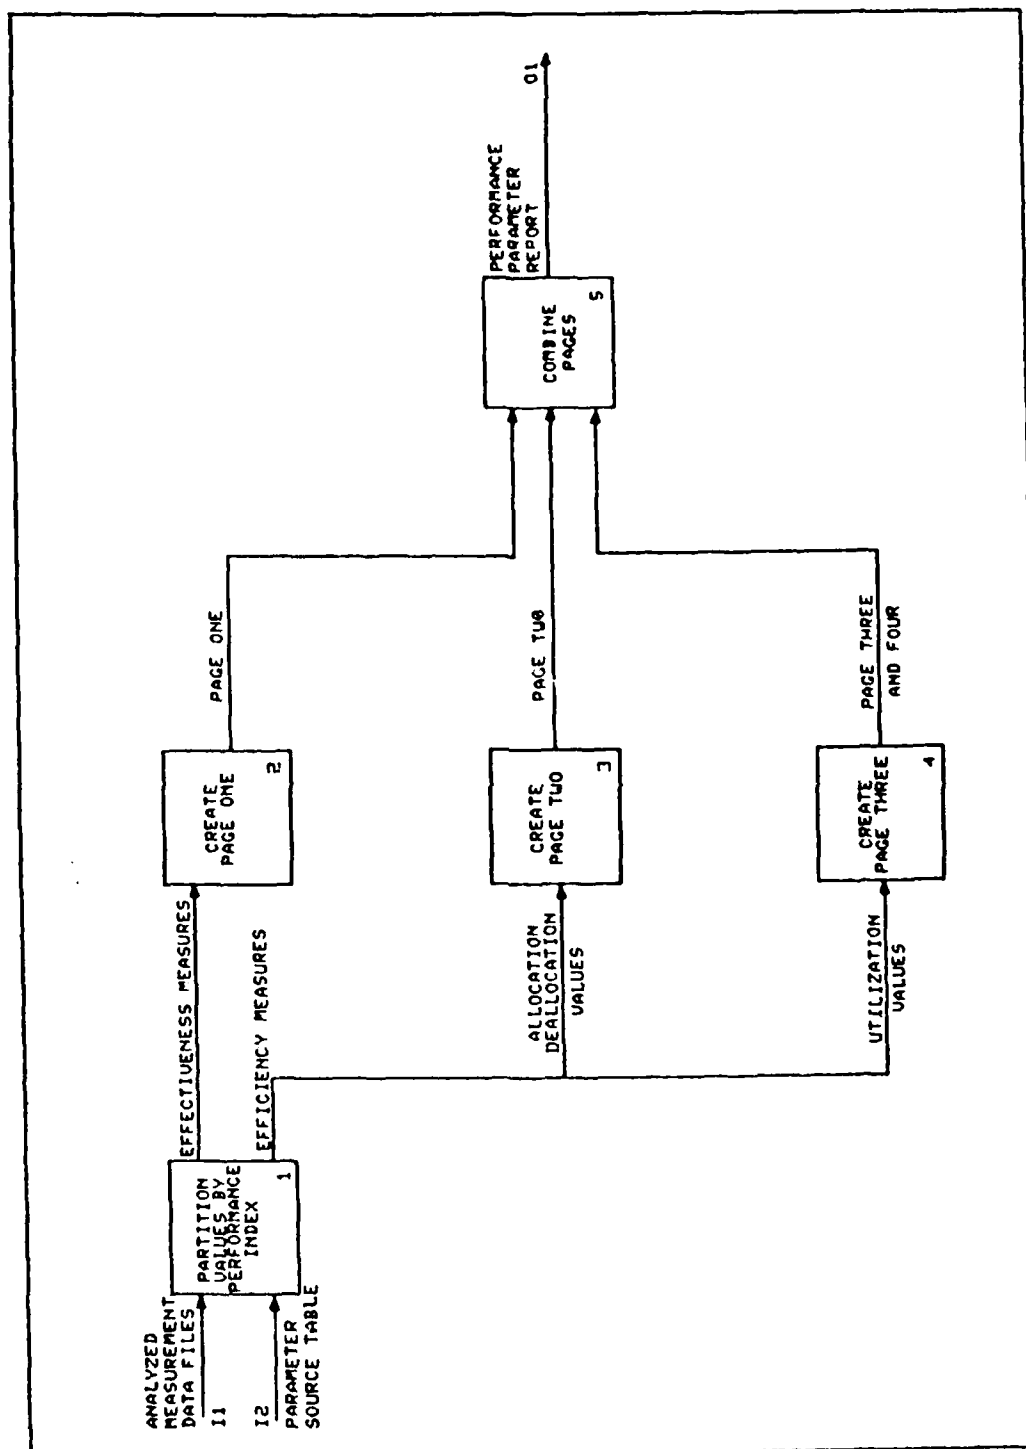 ANALYZED
MEASUREMENT
DATA FILES
I1
I2
PARAMETER
SOURCE TABLE
PARTITION
VALUES BY
PERFORMANCE
INDEX
1
EFFECTIVENESS MEASURES
EFFICIENCY MEASURES
ALLOCATION
DEALLOCATION
VALUES
UTILIZATION
VALUES
CREATE
PAGE ONE
2
CREATE
PAGE TWO
3
CREATE
PAGE THREE
4
PAGE ONE
PAGE TWO
PAGE THREE
AND FOUR
COMBINE
PAGES
5
PERFORMANCE
PARAMETER
REPORT
O1